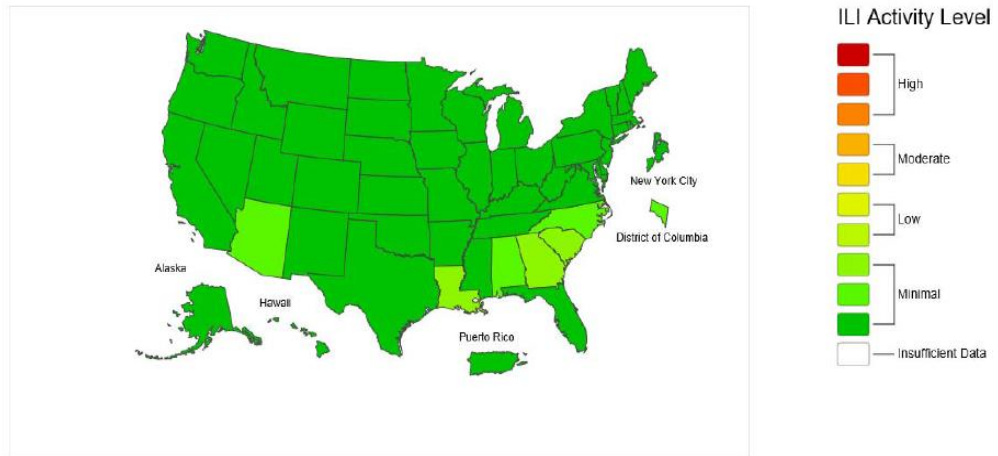 ILI Activity Level
High
Moderate
New York City
Low
District of Columbia
Alaska
Minimal
Hawaii
Puerto Rico
Insufficient Data